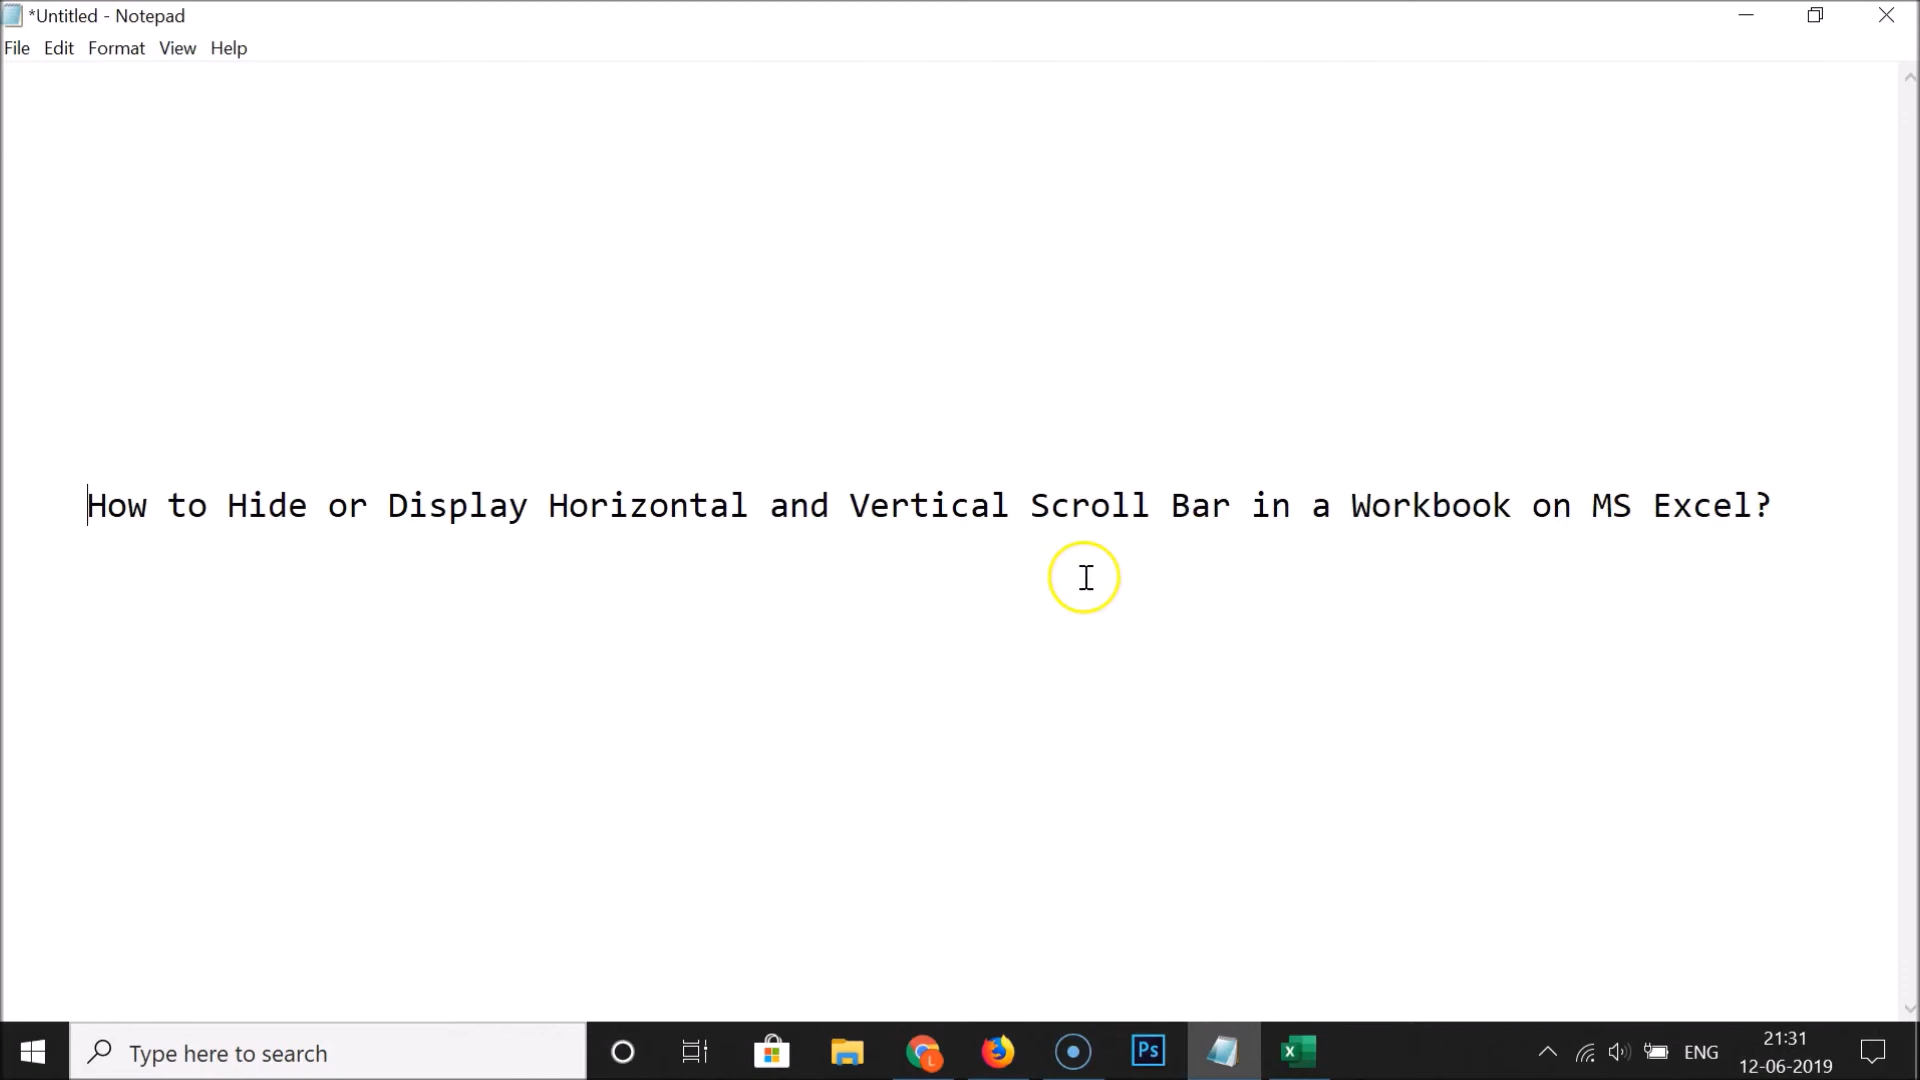 *Untitled - Notepad
File Edit Format View Help
How to Hide or Display Horizontal and Vertical Scroll Bar in a Workbook on MS Excel?
Type here to search
L
Ps
X
ENG
21:31
12-06-2019